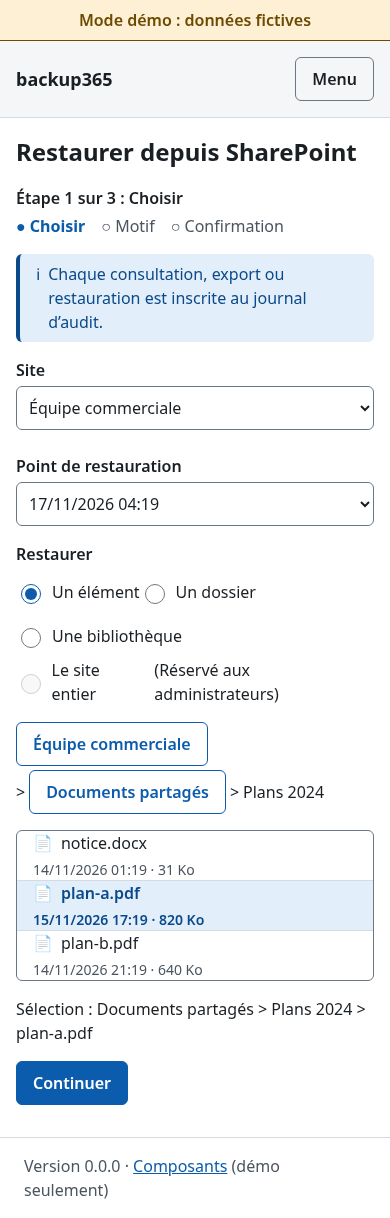 Mode démo : données fictives
backup365
Menu
Restaurer depuis SharePoint
Étape 1 sur 3 : Choisir
● Choisir ○ Motif ○ Confirmation
i Chaque consultation, export ou
restauration est inscrite au journal
d’audit.
Site
Équipe commerciale
Point de restauration
17/11/2026 04:19
Restaurer
Un élément Un dossier
Une bibliothèque
Le site entier (Réservé aux administrateurs)
Équipe commerciale
> Documents partagés > Plans 2024
notice.docx
14/11/2026 01:19 · 31 Ko
plan-a.pdf
15/11/2026 17:19 · 820 Ko
plan-b.pdf
14/11/2026 21:19 · 640 Ko
Sélection : Documents partagés > Plans 2024 >
plan-a.pdf
Continuer
Version 0.0.0 · Composants (démo
seulement)